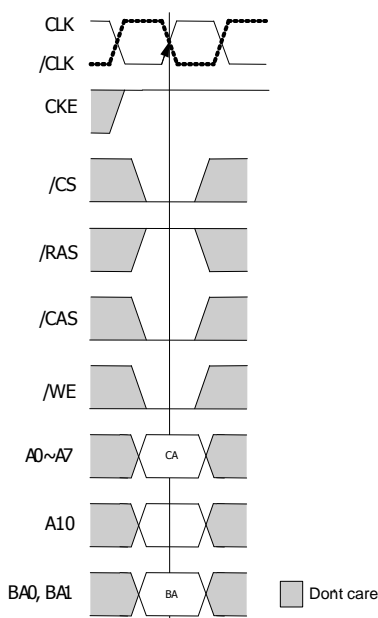 CLK
/CLK
CKE
/CS
/RAS
/CAS
/WE
A0~A7 CA
A10
BA0, BA1 BA
Dont care